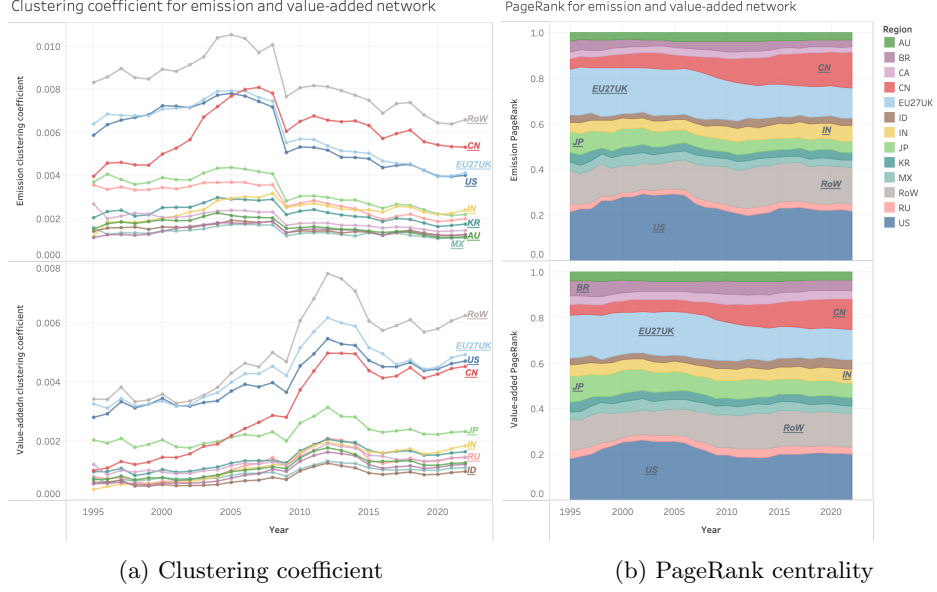 Clustering coefficient for emission and value-added network
PageRank for emission and value-added network
Emission clustering coefficient
0.010
0.008
0.006
0.004
0.002
0.000
RoW
CN
EU27UK
US
IN
KR
AU
MX
Value-addedn clustering coefficient
0.008
0.006
0.004
0.002
0.000
RoW
EU27UK
US
CN
JP
IN
RU
ID
1995
2000
2005
2010
2015
2020
Year
Emission PageRank
1.0
0.8
0.6
0.4
0.2
0.0
CN
EU27UK
IN
JP
RoW
US
Value-added PageRank
1.0
0.8
0.6
0.4
0.2
0.0
BR
CN
EU27UK
IN
JP
RoW
US
1995
2000
2005
2010
2015
2020
Year
Region
AU
BR
CA
CN
EU27UK
ID
IN
JP
KR
MX
RoW
RU
US
(a) Clustering coefficient
(b) PageRank centrality